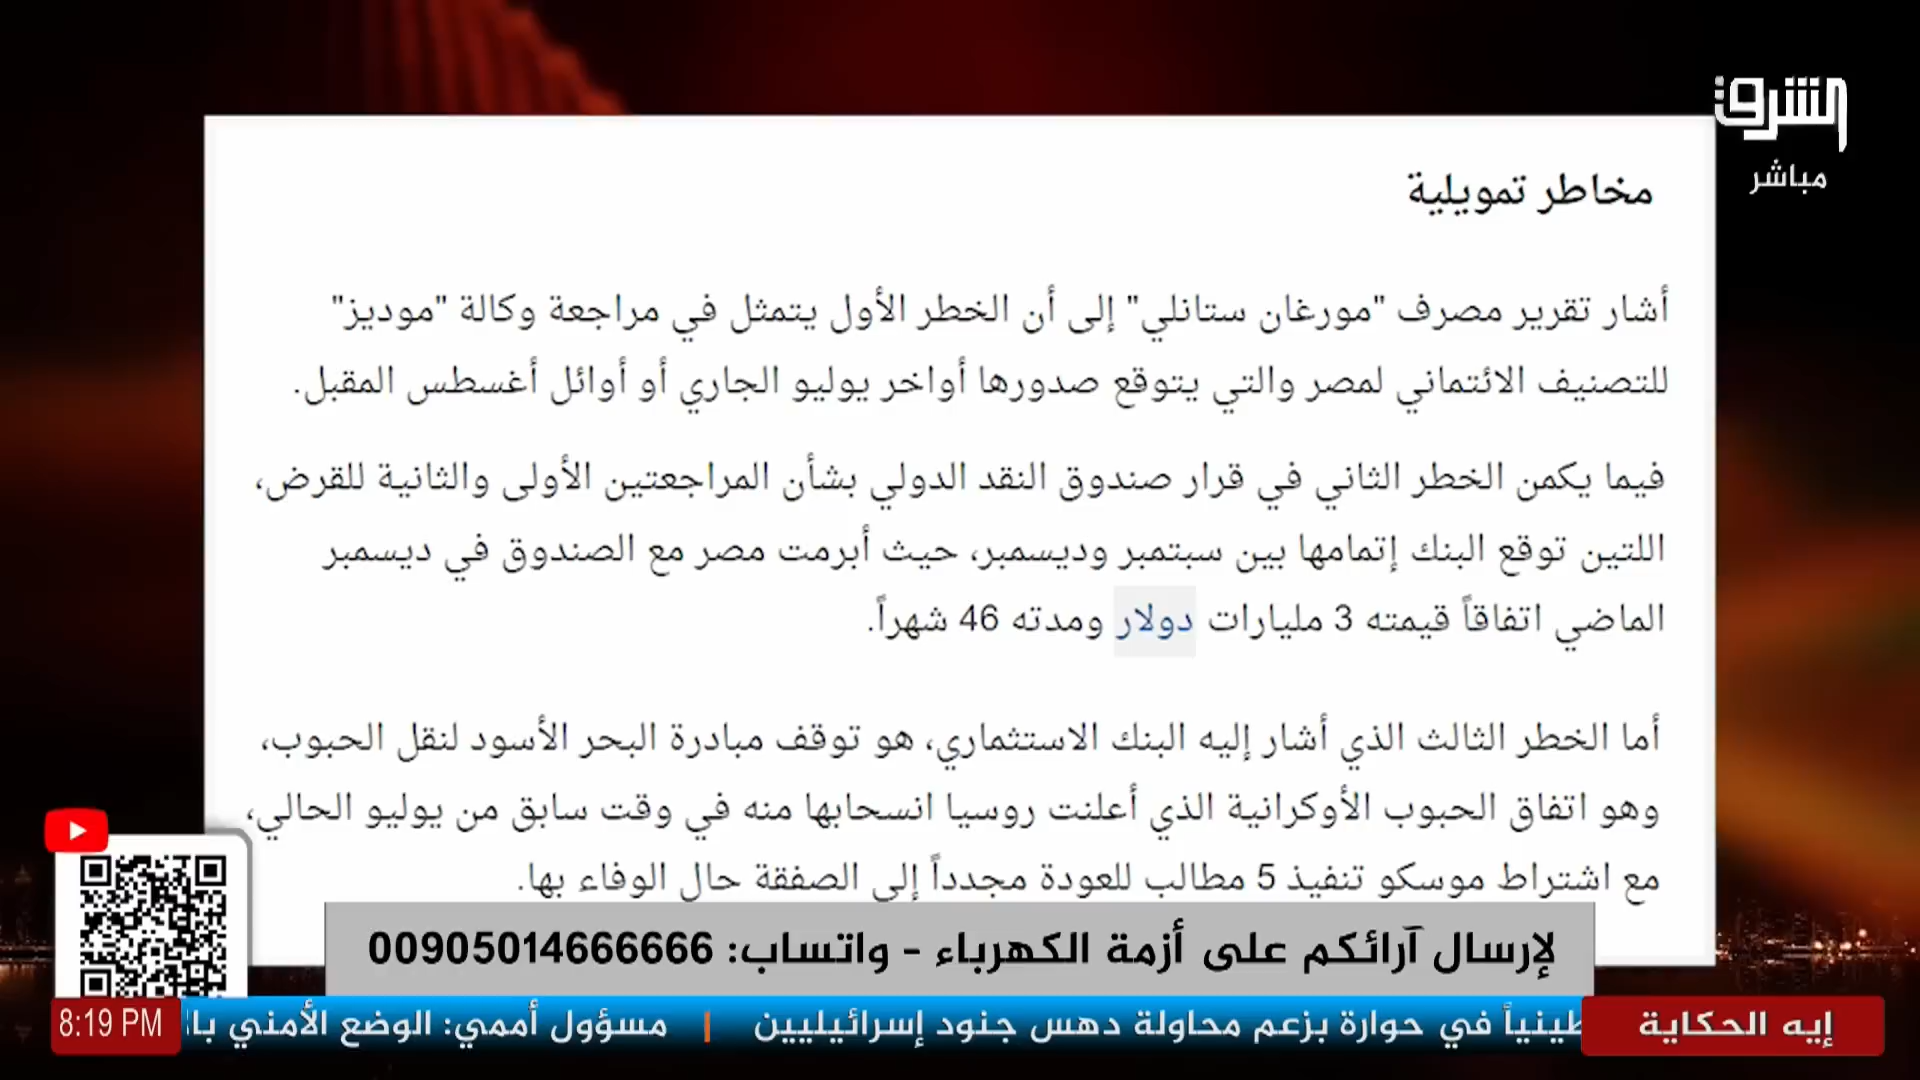 الشرق
مباشر
مخاطر تمويلية
أشار تقرير مصرف "مورغان ستانلي" إلى أن الخطر الأول يتمثل في مراجعة وكالة "موديز"
للتصنيف الائتماني لمصر والتي يتوقع صدورها أواخر يوليو الجاري أو أوائل أغسطس المقبل.
فيما يكمن الخطر الثاني في قرار صندوق النقد الدولي بشأن المراجعتين الأولى والثانية للقرض،
اللتين توقع البنك إتمامها بين سبتمبر وديسمبر، حيث أبرمت مصر مع الصندوق في ديسمبر
الماضي اتفاقاً قيمته 3 مليارات دولار ومدته 46 شهراً.
أما الخطر الثالث الذي أشار إليه البنك الاستثماري، هو توقف مبادرة البحر الأسود لنقل الحبوب،
وهو اتفاق الحبوب الأوكرانية الذي أعلنت روسيا انسحابها منه في وقت سابق من يوليو الحالي،
مع اشتراط موسكو تنفيذ 5 مطالب للعودة مجدداً إلى الصفقة حال الوفاء بها.
لإرسال آرائكم على أزمة الكهرباء - واتساب: 00905014666666
إيه الحكاية
طينياً في حوارة بزعم محاولة دهس جنود إسرائيليين | مسؤول أممي: الوضع الأمني با
8:19 PM